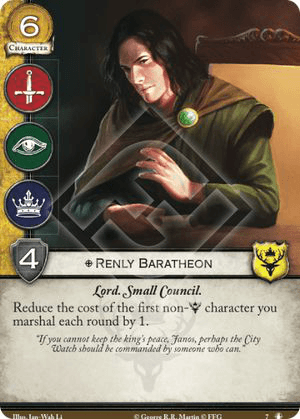 6
CHARACTER
4
RENLY BARATHEON
Lord. Small Council.
Reduce the cost of the first non- character you
marshal each round by 1.
"If you cannot keep the king's peace, Janos, perhaps the City
Watch should be commanded by someone who can."
Illus. Jan-Wah Li © George R.R. Martin © FFG 7